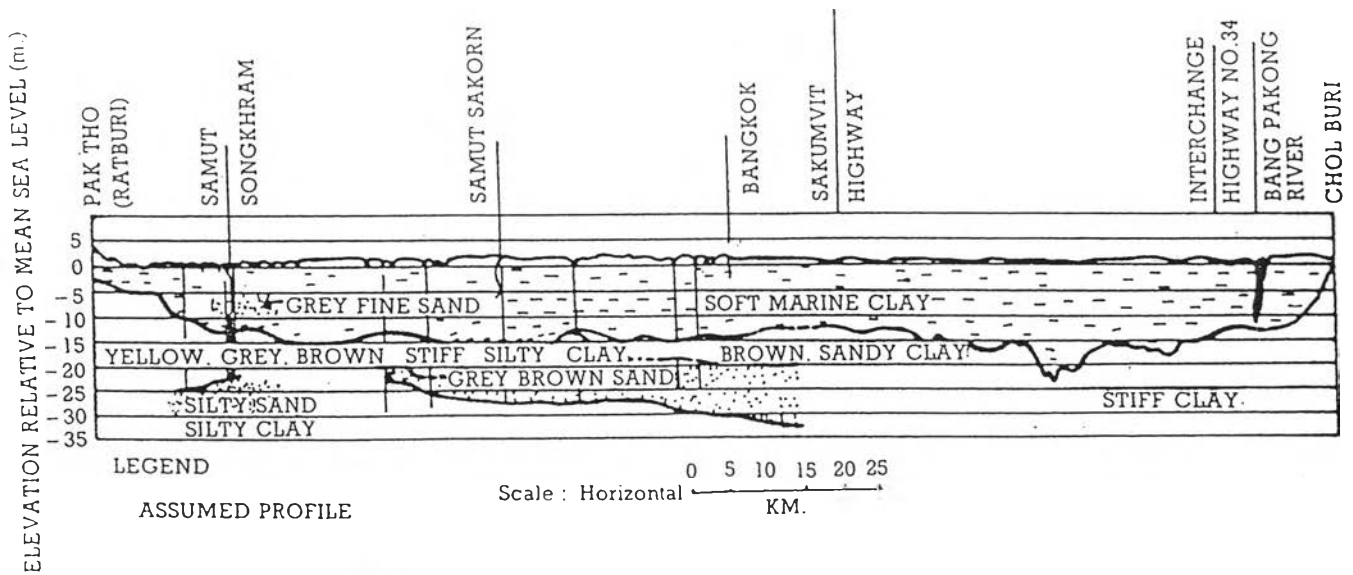 ELEVATION RELATIVE TO MEAN SEA LEVEL (m.)
PAK THO
(RATBURI)
SAMUT
SONGKHRAM
SAMUT SAKORN
BANGKOK
SAKUMVIT
HIGHWAY
INTERCHANGE
HIGHWAY NO.34
BANG PAKONG
RIVER
CHOL BURI
5
0
-5
-10
-15
-20
-25
-30
-35
GREY FINE SAND
SOFT MARINE CLAY
YELLOW. GREY. BROWN STIFF SILTY CLAY
BROWN. SANDY CLAY
GREY BROWN SAND
SILTY SAND
STIFF CLAY.
SILTY CLAY
LEGEND
ASSUMED PROFILE
0 5 10 15 20 25
Scale : Horizontal
KM.